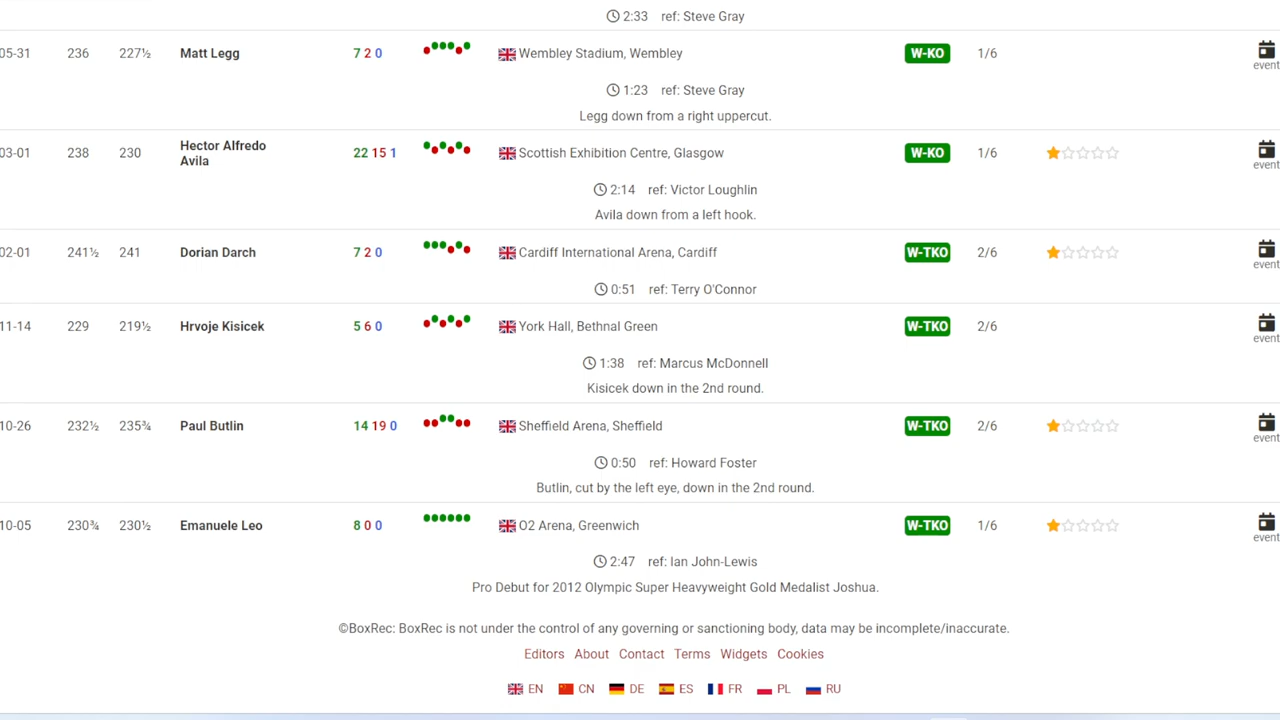 2:33 ref: Steve Gray
05-31 236 227½ Matt Legg 7 2 0 Wembley Stadium, Wembley W-KO 1/6
event
1:23 ref: Steve Gray
Legg down from a right uppercut.
03-01 238 230 Hector Alfredo Avila 22 15 1 Scottish Exhibition Centre, Glasgow W-KO 1/6
event
2:14 ref: Victor Loughlin
Avila down from a left hook.
02-01 241½ 241 Dorian Darch 7 2 0 Cardiff International Arena, Cardiff W-TKO 2/6
event
0:51 ref: Terry O'Connor
11-14 229 219½ Hrvoje Kisicek 5 6 0 York Hall, Bethnal Green W-TKO 2/6
event
1:38 ref: Marcus McDonnell
Kisicek down in the 2nd round.
10-26 232½ 235¾ Paul Butlin 14 19 0 Sheffield Arena, Sheffield W-TKO 2/6
event
0:50 ref: Howard Foster
Butlin, cut by the left eye, down in the 2nd round.
10-05 230¾ 230½ Emanuele Leo 8 0 0 O2 Arena, Greenwich W-TKO 1/6
event
2:47 ref: Ian John-Lewis
Pro Debut for 2012 Olympic Super Heavyweight Gold Medalist Joshua.
©BoxRec: BoxRec is not under the control of any governing or sanctioning body, data may be incomplete/inaccurate.
Editors About Contact Terms Widgets Cookies
EN CN DE ES FR PL RU